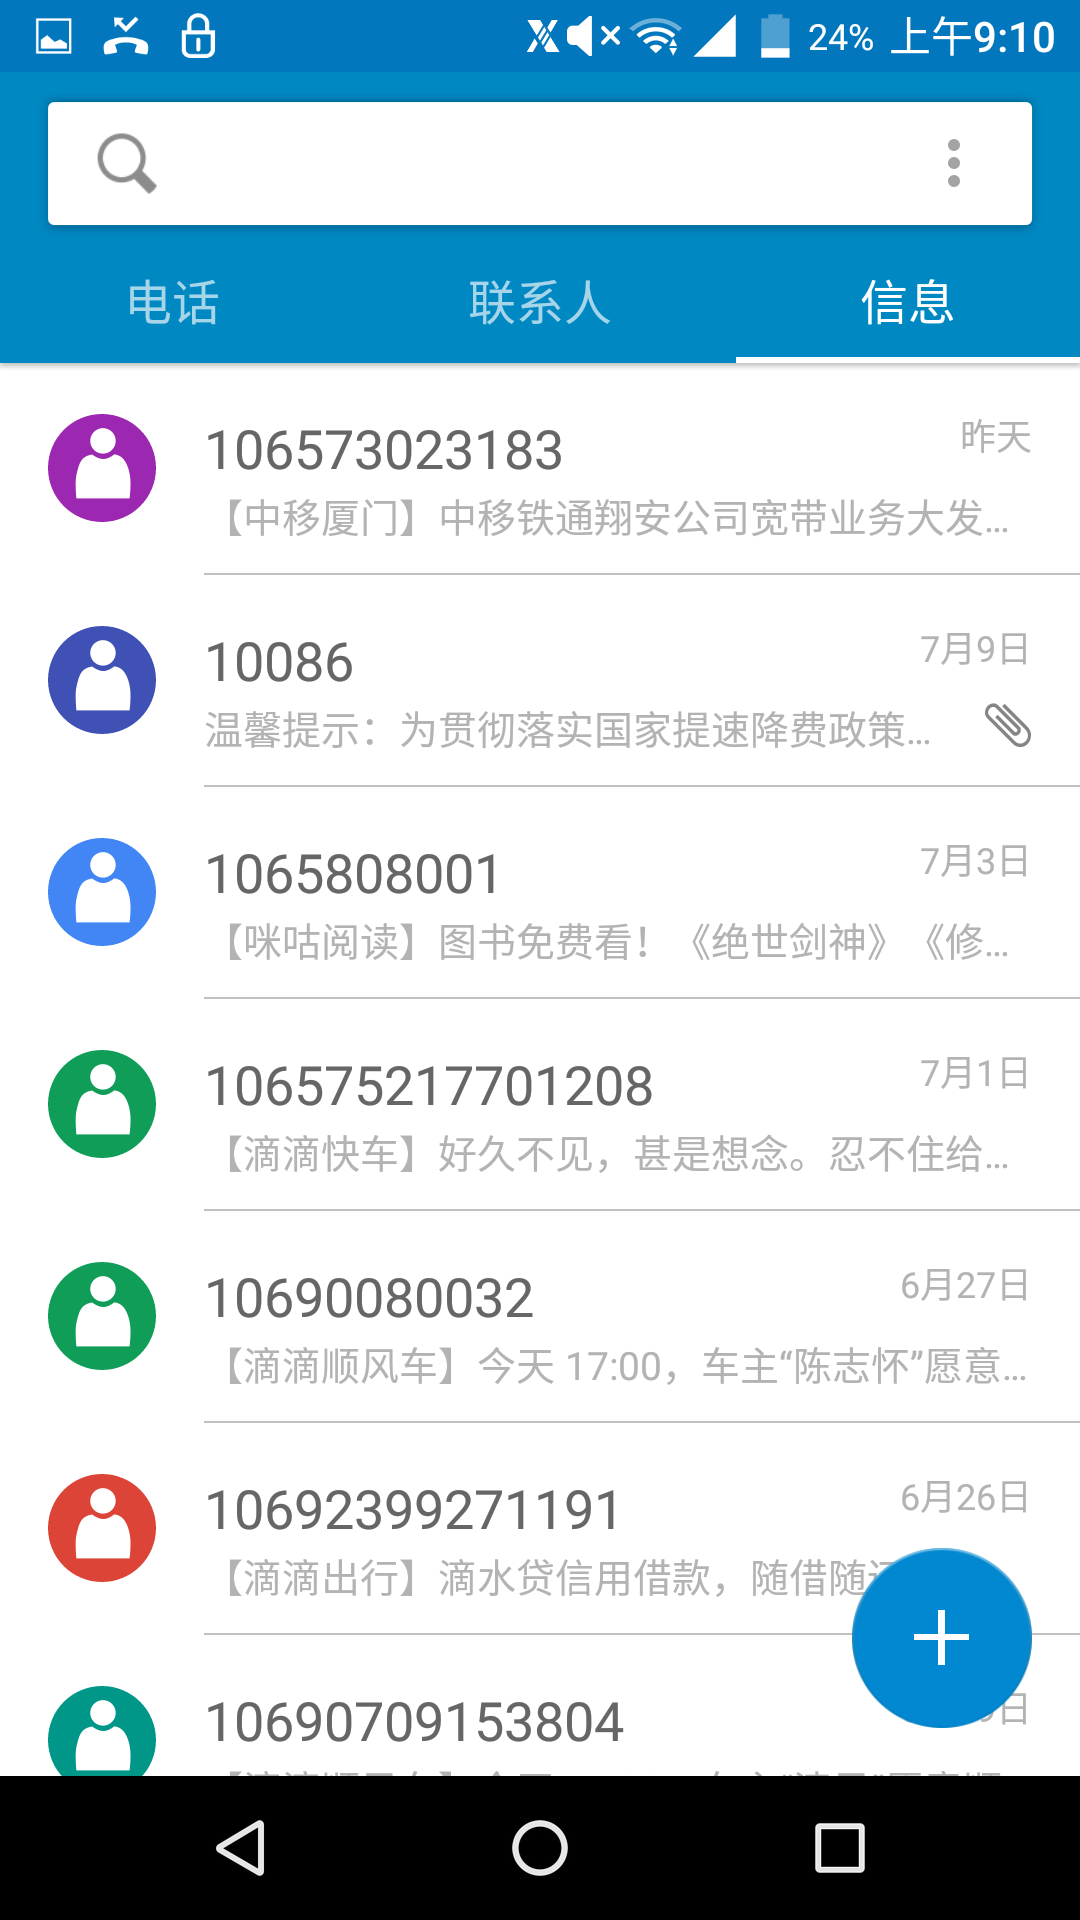 24% 上午9:10
电话 联系人 信息
106573023183 昨天
【中移厦门】中移铁通翔安公司宽带业务大发...
10086 7月9日
温馨提示：为贯彻落实国家提速降费政策...
1065808001 7月3日
【咪咕阅读】图书免费看！《绝世剑神》《修...
106575217701208 7月1日
【滴滴快车】好久不见，甚是想念。忍不住给...
10690080032 6月27日
【滴滴顺风车】今天 17:00，车主“陈志怀”愿意...
10692399271191 6月26日
【滴滴出行】滴水贷信用借款，随借随
10690709153804 日